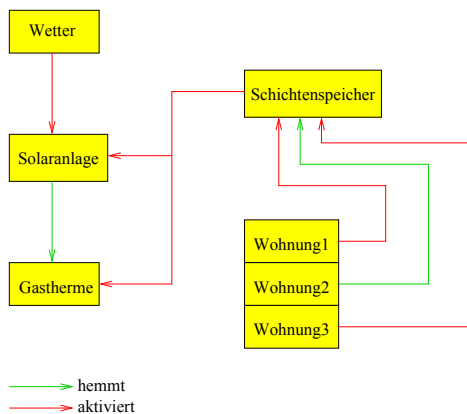 Wetter
Schichtenspeicher
Solaranlage
Gastherme
Wohnung1
Wohnung2
Wohnung3
hemmt
aktiviert